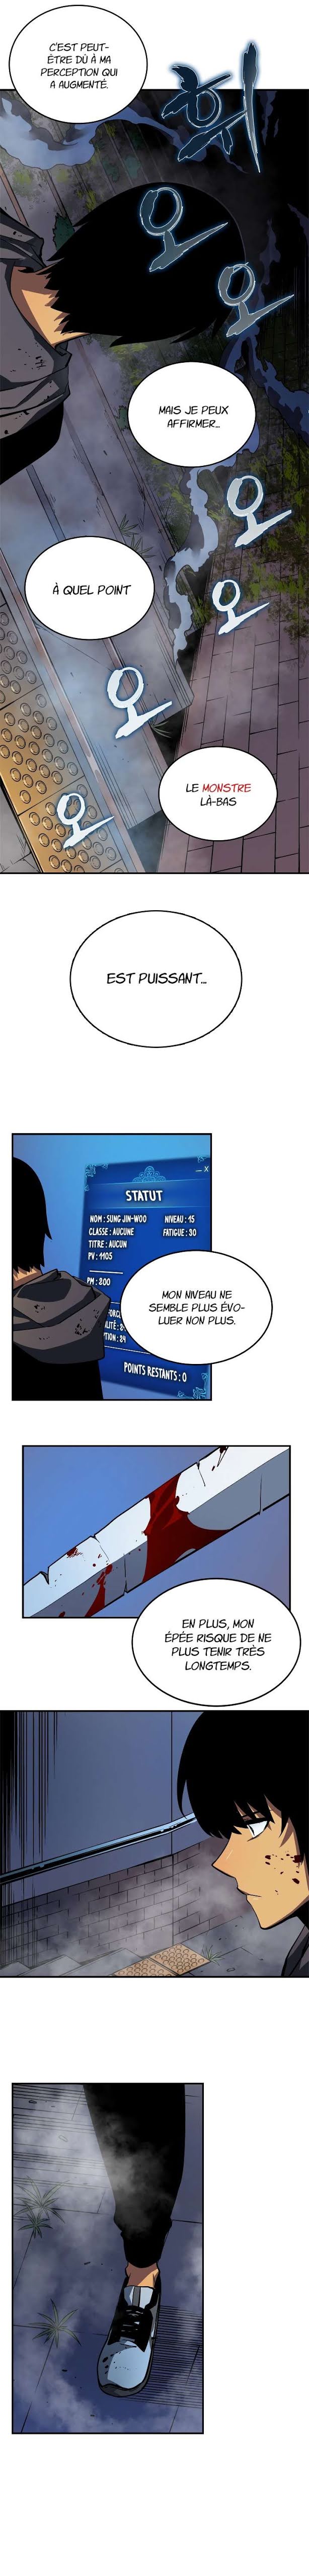 C'EST PEUT-
ÊTRE DÛ À MA
PERCEPTION QUI
A AUGMENTÉ.
휘
오
오
MAIS JE PEUX
AFFIRMER...
오
À QUEL POINT
오
오
LE MONSTRE
LÀ-BAS
오
EST PUISSANT...
X
STATUT
NOM : SUNG JIN-WOO NIVEAU : 15
CLASSE : AUCUNE FATIGUE : 30
TITRE : AUCUN
PV : 1105
PM : 200
POINTS RESTANTS : 0
MON NIVEAU NE
SEMBLE PLUS ÉVO-
LUER NON PLUS.
EN PLUS, MON
ÉPÉE RISQUE DE NE
PLUS TENIR TRÈS
LONGTEMPS.